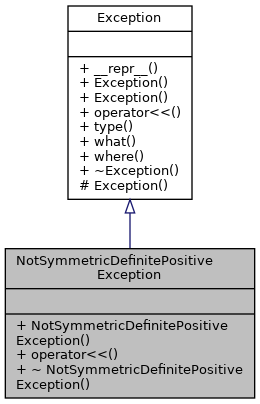 Exception
+ __repr__()
+ Exception()
+ Exception()
+ operator<<()
+ type()
+ what()
+ where()
+ ~Exception()
# Exception()
NotSymmetricDefinitePositive
Exception
+ NotSymmetricDefinitePositive
Exception()
+ operator<<()
+ ~ NotSymmetricDefinitePositive
Exception()